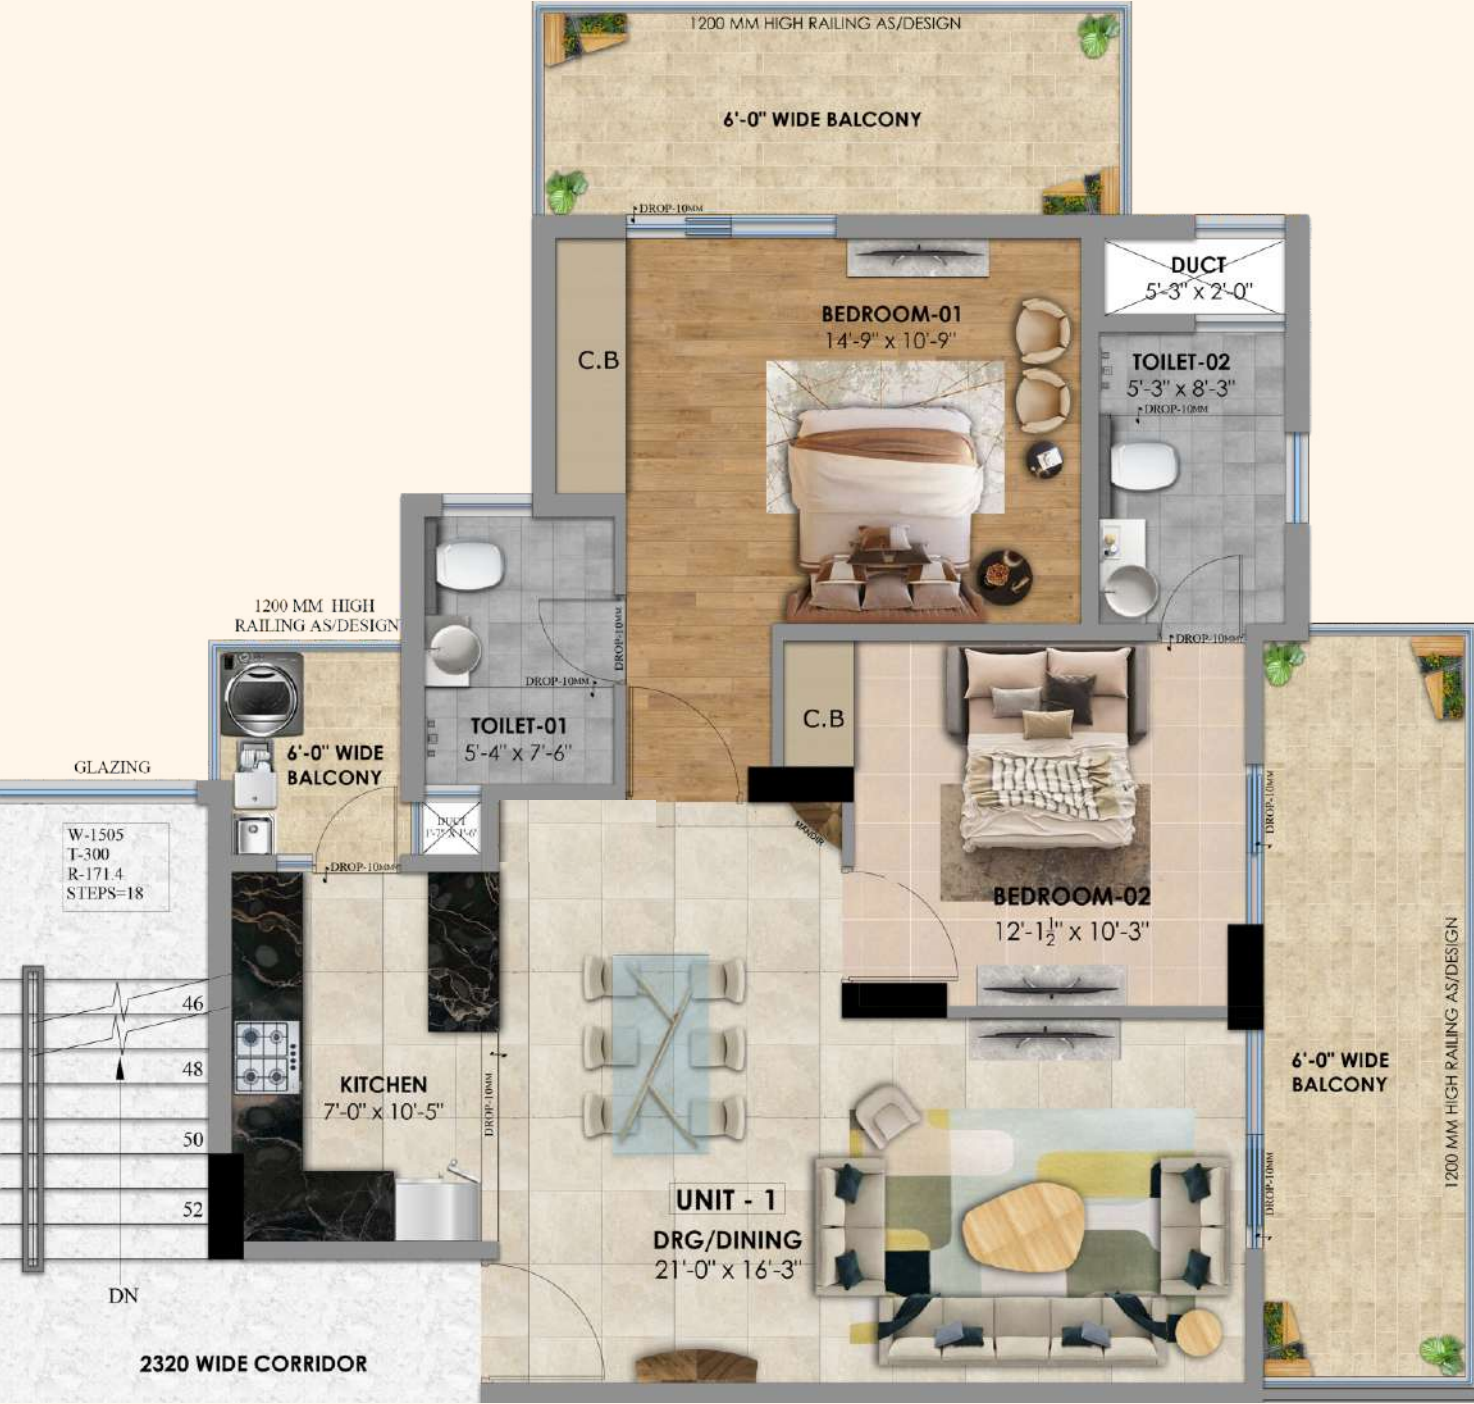 1200 MM HIGH RAILING AS/DESIGN
6'-0" WIDE BALCONY
DROP-10MM
DUCT
5'-3" x 2'-0"
BEDROOM-01
14'-9" x 10'-9"
C.B
TOILET-02
5'-3" x 8'-3"
DROP-10MM
1200 MM HIGH
RAILING AS/DESIGN
DROP-10MM
DROP-10MM
DROP-10MM
TOILET-01
5'-4" x 7'-6"
C.B
6'-0" WIDE
BALCONY
GLAZING
DUCT
1'-7" X 1'-6"
MANDIR
DROP-10MM
W-1505
T-300
R-171.4
STEPS=18
DROP-10MM
BEDROOM-02
12'-1½" x 10'-3"
46
48
50
52
DN
KITCHEN
7'-0" x 10'-5"
DROP-10MM
6'-0" WIDE
BALCONY
1200 MM HIGH RAILING AS/DESIGN
DROP-10MM
UNIT - 1
DRG/DINING
21'-0" x 16'-3"
2320 WIDE CORRIDOR